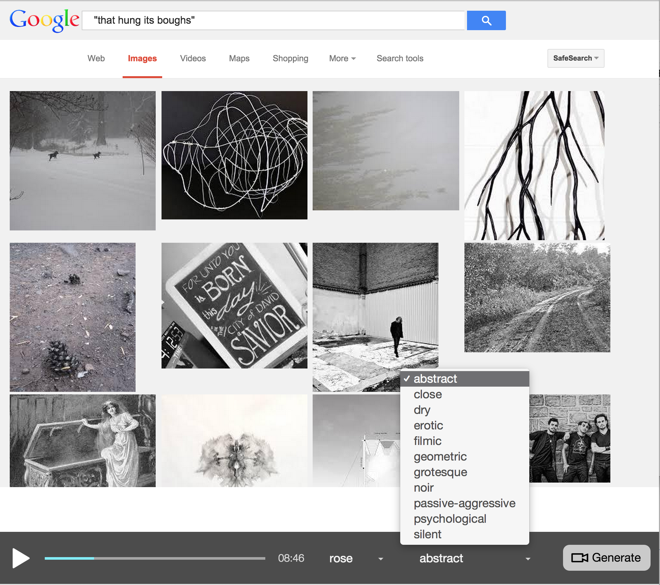 Google "that hung its boughs"
Web Images Videos Maps Shopping More Search tools SafeSearch
FOR UNTO YOU
is BORN
this day
in the
CITY of DAVID
A SAVIOR
✓ abstract
close
dry
erotic
filmic
geometric
grotesque
noir
passive-aggressive
psychological
silent
08:46 rose abstract Generate